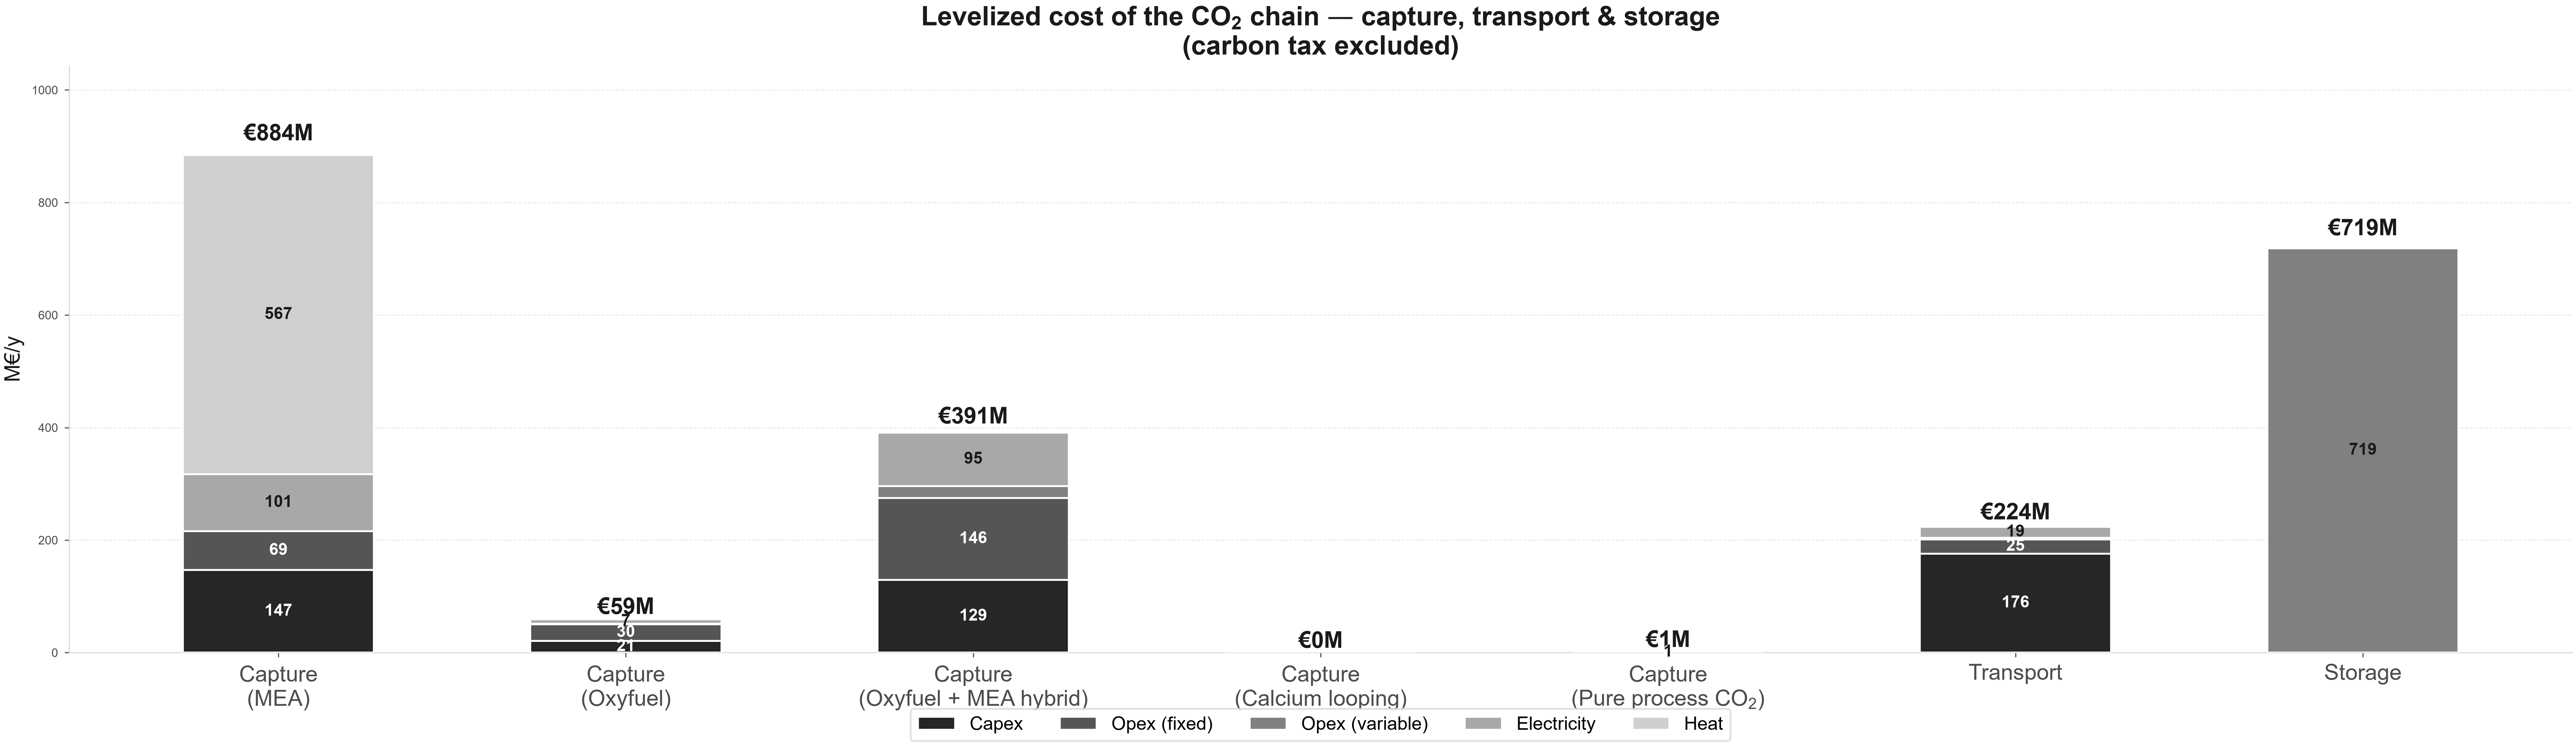 Levelized cost of the CO₂ chain — capture, transport & storage
(carbon tax excluded)
M€/y
1000
800
600
400
200
0
€884M
567
101
69
147
€59M
7
30
21
€391M
95
146
129
€0M
€1M
1
€224M
19
25
176
€719M
719
Capture
(MEA)
Capture
(Oxyfuel)
Capture
(Oxyfuel + MEA hybrid)
Capture
(Calcium looping)
Capture
(Pure process CO₂)
Transport
Storage
Capex
Opex (fixed)
Opex (variable)
Electricity
Heat